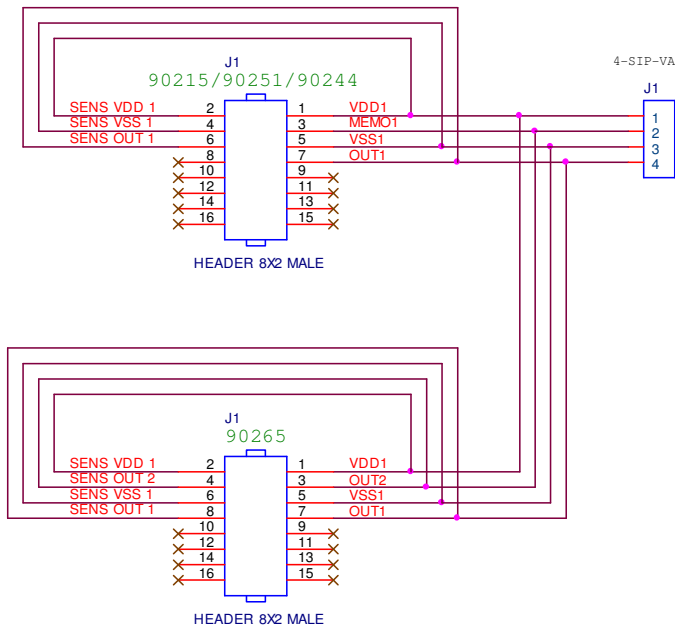 4-SIP-VA
J1
J1
90215/90251/90244
SENS VDD 1 2 1 VDD1 1
SENS VSS 1 4 3 MEMO1 2
SENS OUT 1 6 5 VSS1 3
8 7 OUT1 4
10 9
12 11
14 13
16 15
HEADER 8X2 MALE
J1
90265
SENS VDD 1 2 1 VDD1
SENS OUT 2 4 3 OUT2
SENS VSS 1 6 5 VSS1
SENS OUT 1 8 7 OUT1
10 9
12 11
14 13
16 15
HEADER 8X2 MALE